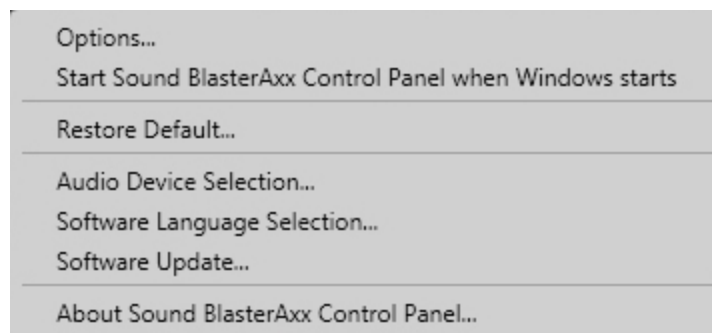 Options...
Start Sound BlasterAxx Control Panel when Windows starts
Restore Default...
Audio Device Selection...
Software Language Selection...
Software Update...
About Sound BlasterAxx Control Panel...